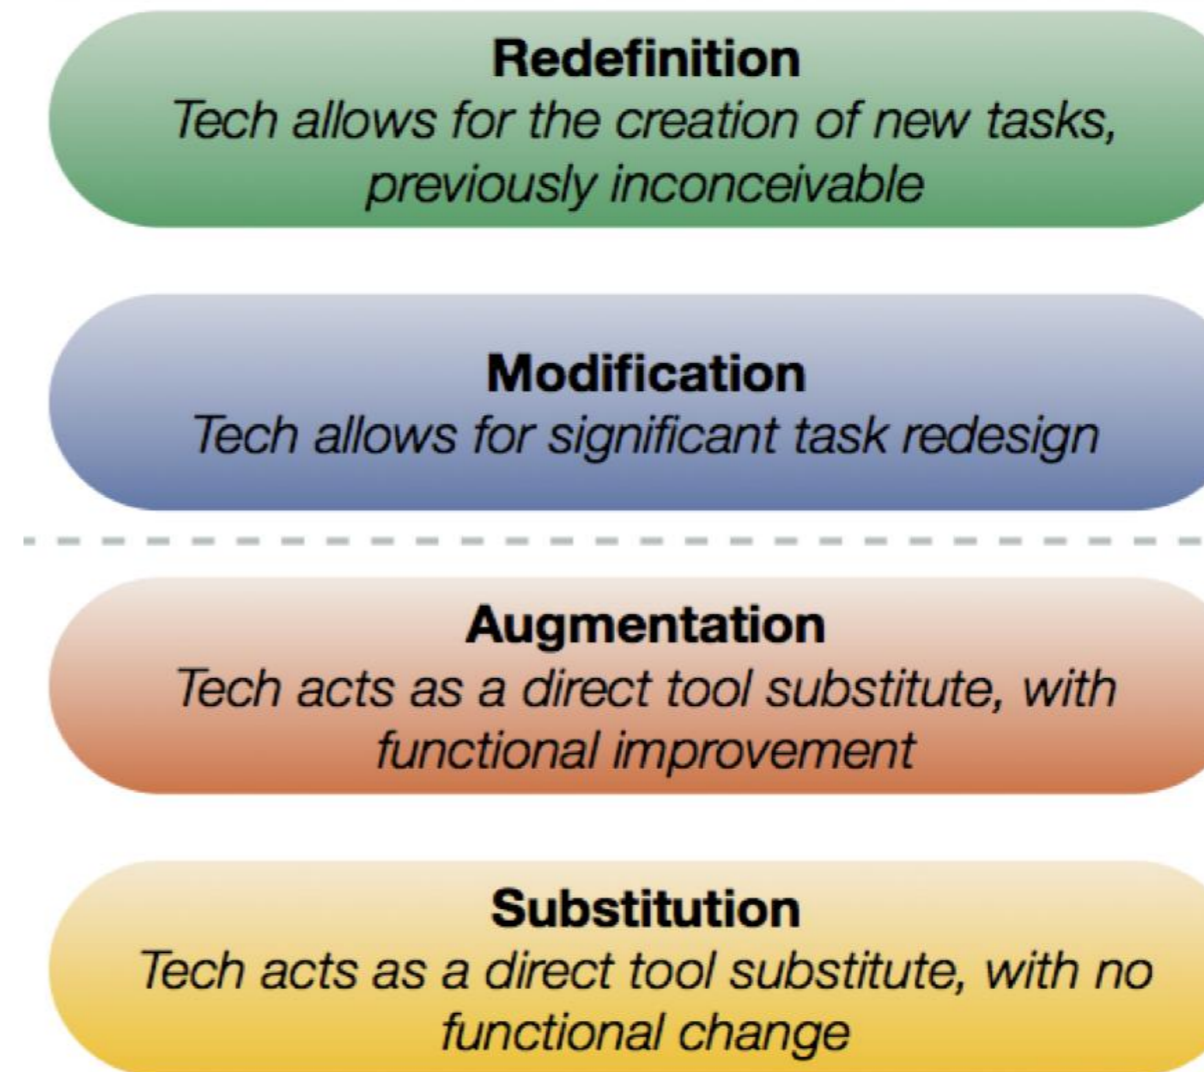 Redefinition
Tech allows for the creation of new tasks,
previously inconceivable
Modification
Tech allows for significant task redesign
Augmentation
Tech acts as a direct tool substitute, with
functional improvement
Substitution
Tech acts as a direct tool substitute, with no
functional change